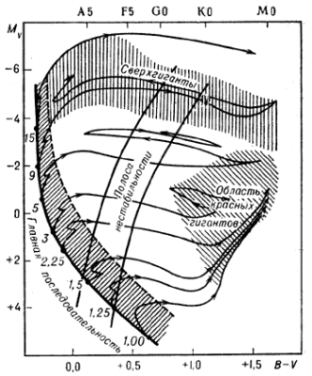 A5 F5 G0 K0 M0
Mv
−6
−4
−2
0
+2
+4
Сверхгиганты
Полоса
нестабильности
Область
красных
гигантов
15
9
5
3
2,25
1,5
1,25
1,00
Главная
последовательность
0,0 +0,5 +1,0 +1,5 B−V